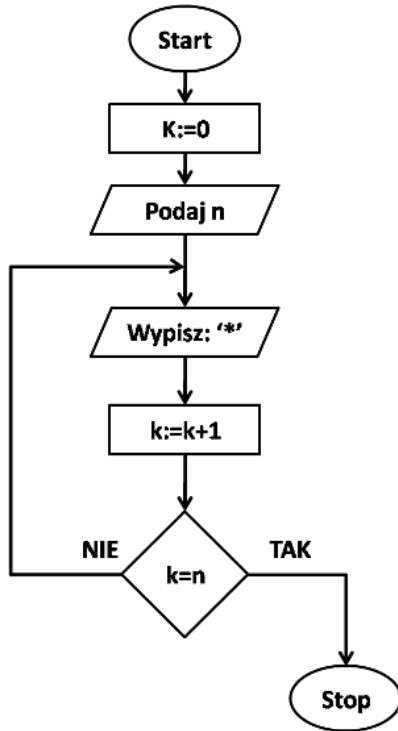 Start
K:=0
Podaj n
Wypisz: ‘*’
k:=k+1
NIE
TAK
k=n
Stop